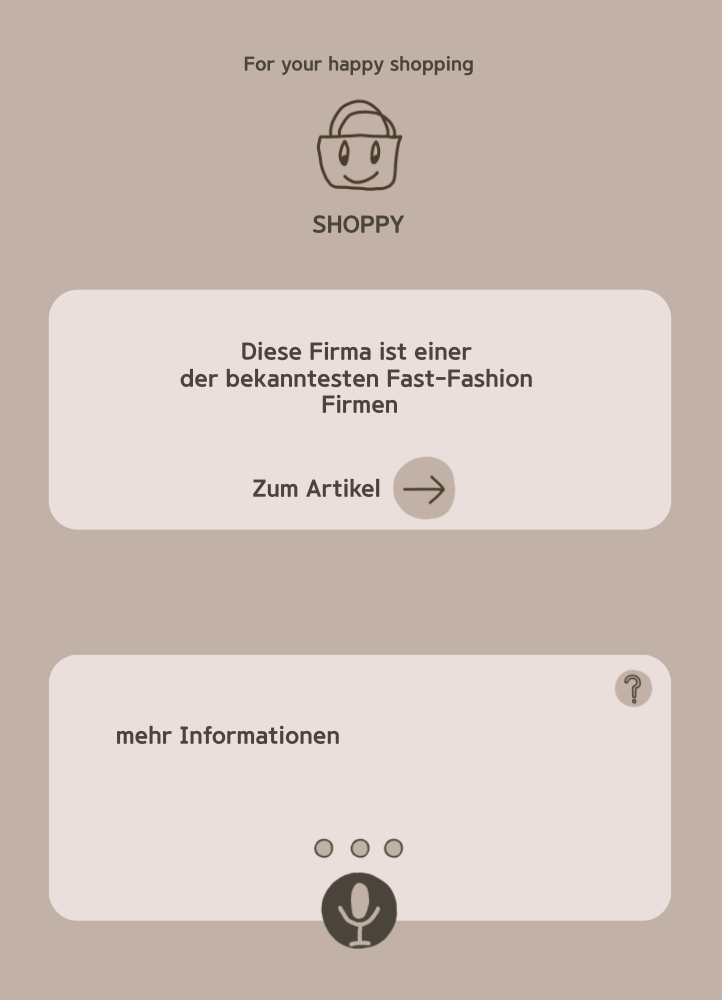 For your happy shopping
SHOPPY
Diese Firma ist einer
der bekanntesten Fast-Fashion
Firmen
Zum Artikel
?
mehr Informationen